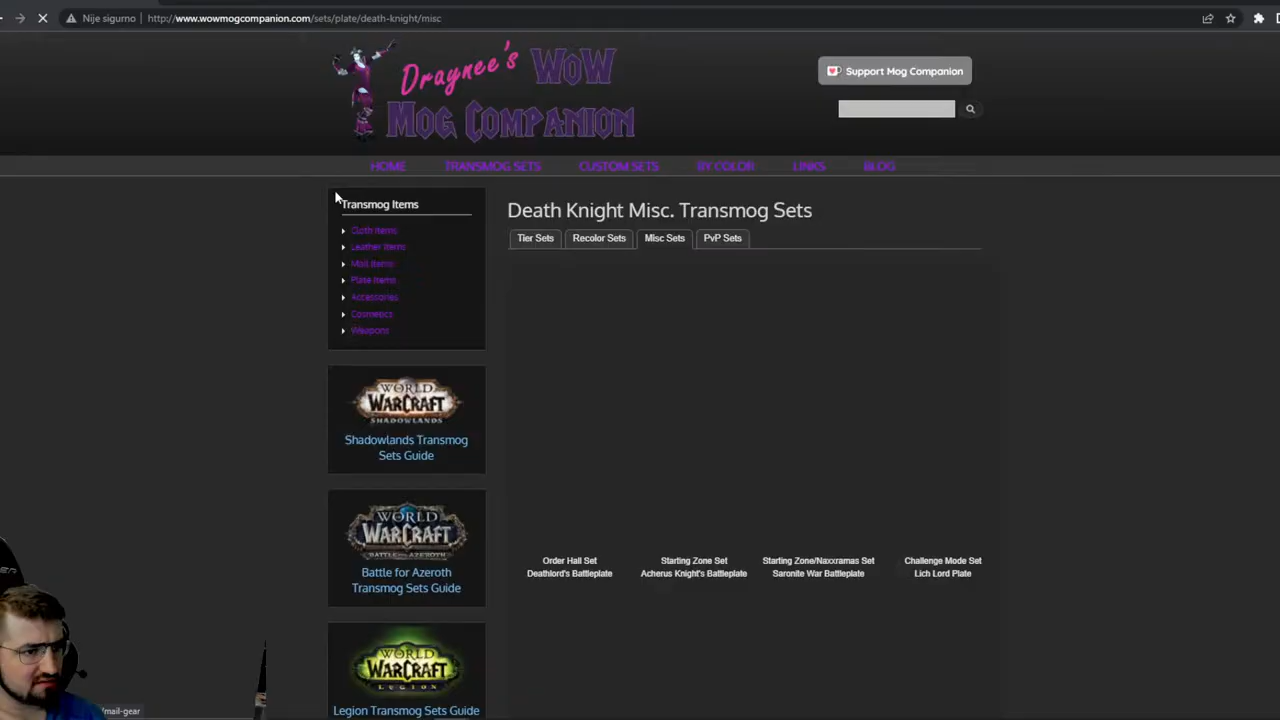 Nije sigurno
http://www.wowmogcompanion.com/sets/plate/death-knight/misc
Draynee's WoW
Mog Companion
Support Mog Companion
HOME
TRANSMOG SETS
CUSTOM SETS
BY COLOR
LINKS
BLOG
Transmog Items
Cloth Items
Leather Items
Mail Items
Plate Items
Accessories
Cosmetics
Weapons
Death Knight Misc. Transmog Sets
Tier Sets
Recolor Sets
Misc Sets
PvP Sets
WORLD
WARCRAFT
SHADOWLANDS
Shadowlands Transmog
Sets Guide
WORLD
WARCRAFT
BATTLE FOR AZEROTH
Battle for Azeroth
Transmog Sets Guide
WORLD
WARCRAFT
LEGION
Legion Transmog Sets Guide
Order Hall Set
Deathlord's Battleplate
Starting Zone Set
Acherus Knight's Battleplate
Starting Zone/Naxxramas Set
Saronite War Battleplate
Challenge Mode Set
Lich Lord Plate
/mail-gear